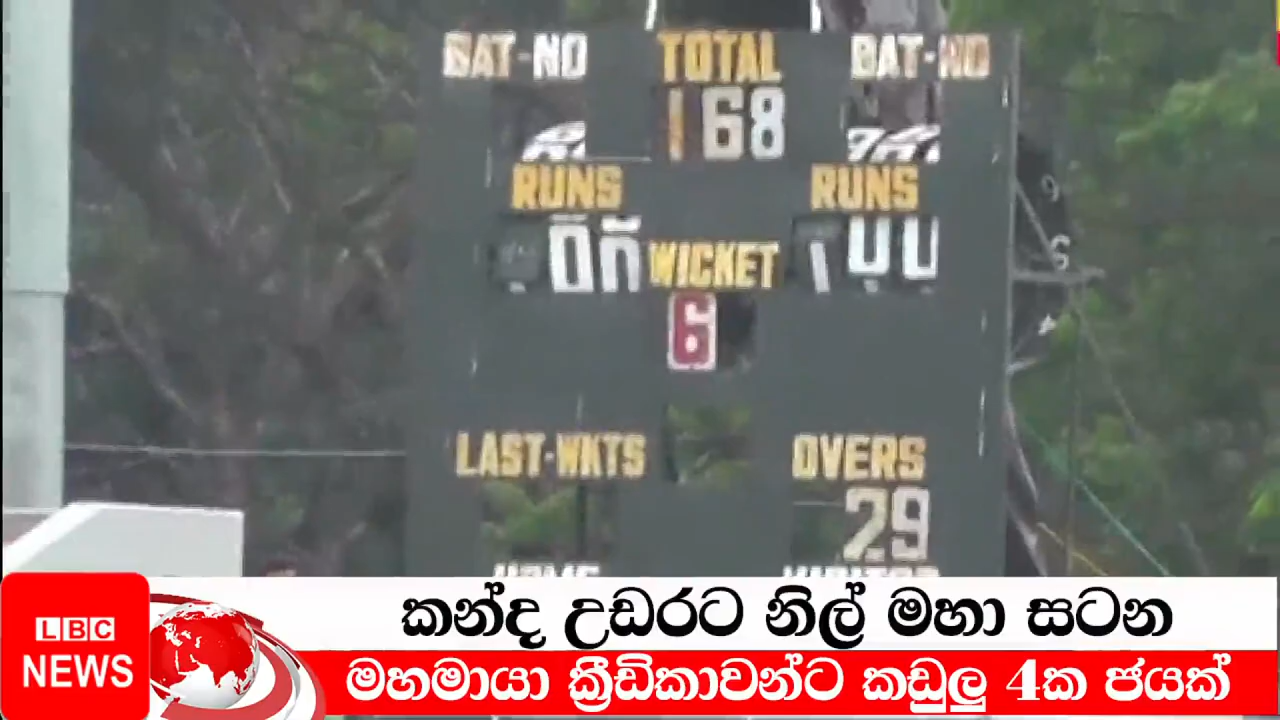 BAT-NO TOTAL BAT-NO
168
RUNS RUNS
WICKET
6
LAST-WKTS OVERS
29
LBC
NEWS
කන්ද උඩරට නිල් මහා සටන
මහමායා ක්‍රීඩිකාවන්ට කඩුලු 4ක ජයක්